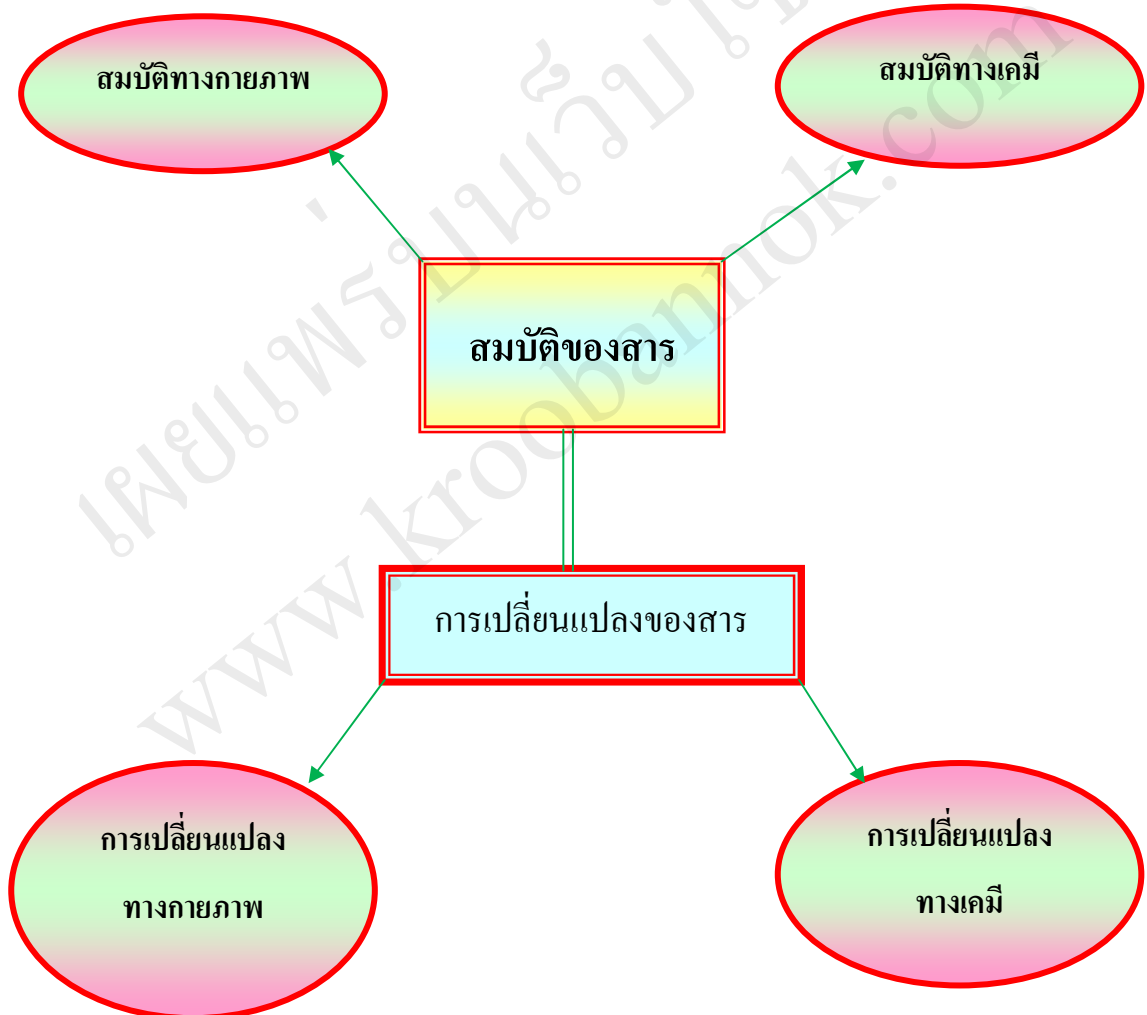 สมบัติทางกายภาพ
สมบัติทางเคมี
สมบัติของสาร
การเปลี่ยนแปลงของสาร
การเปลี่ยนแปลง
ทางกายภาพ
การเปลี่ยนแปลง
ทางเคมี
เผยแพร่บนเว็บ
www.kroobannok.com